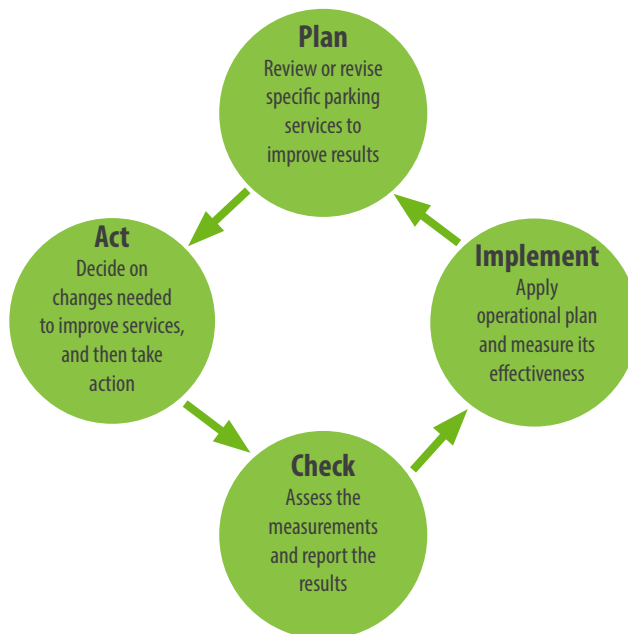 Plan
Review or revise
specific parking
services to
improve results
Act
Decide on
changes needed
to improve services,
and then take
action
Implement
Apply
operational plan
and measure its
effectiveness
Check
Assess the
measurements
and report the
results